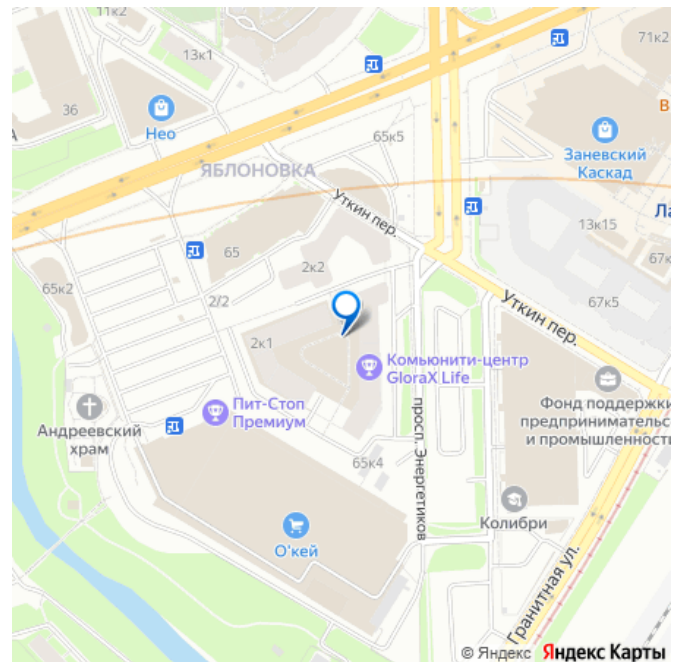 71к2
13к1
36
Нео
А
65к5
В
Заневский
Каскад
ЯБЛОНОВКА
Уткин пер.
Ла
13к15
65
2к2
67к
65к2
2/2
Уткин пер.
67к5
2к1
Комьюнити-центр
GloraX Life
Пит-Стоп
Премиум
Андреевский
храм
просп. Энергетиков
Фонд поддержки
предпринимательс
и промышленности
65к4
Колибри
О'кей
Гранитная ул.
© Яндекс Яндекс Карты